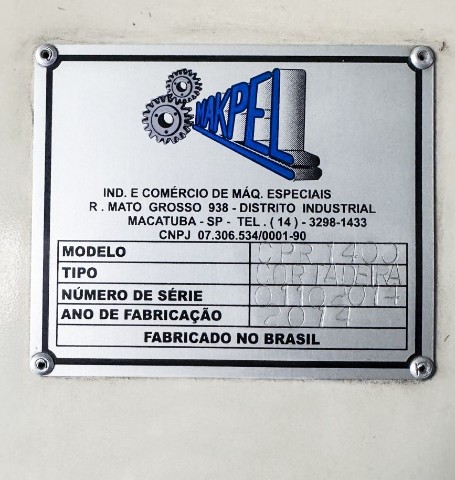 MAKPEL
IND. E COMÉRCIO DE MÁQ. ESPECIAIS
R. MATO GROSSO 938 - DISTRITO INDUSTRIAL
MACATUBA - SP - TEL. (14) - 3298-1433
CNPJ 07.306.534/0001-90
MODELO CPR 1400
TIPO CORTADEIRA
NÚMERO DE SÉRIE 01102014
ANO DE FABRICAÇÃO 2014
FABRICADO NO BRASIL